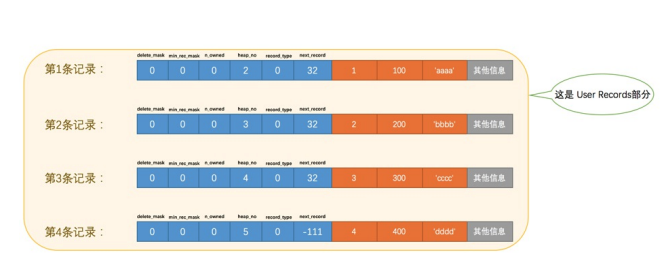 delete_mask min_rec_mask n_owned heap_no record_type next_record
第1条记录： 0 0 0 2 0 32 1 100 'aaaa' 其他信息
这是 User Records部分
delete_mask min_rec_mask n_owned heap_no record_type next_record
第2条记录： 0 0 0 3 0 32 2 200 'bbbb' 其他信息
delete_mask min_rec_mask n_owned heap_no record_type next_record
第3条记录： 0 0 0 4 0 32 3 300 'cccc' 其他信息
delete_mask min_rec_mask n_owned heap_no record_type next_record
第4条记录： 0 0 0 5 0 -111 4 400 'dddd' 其他信息